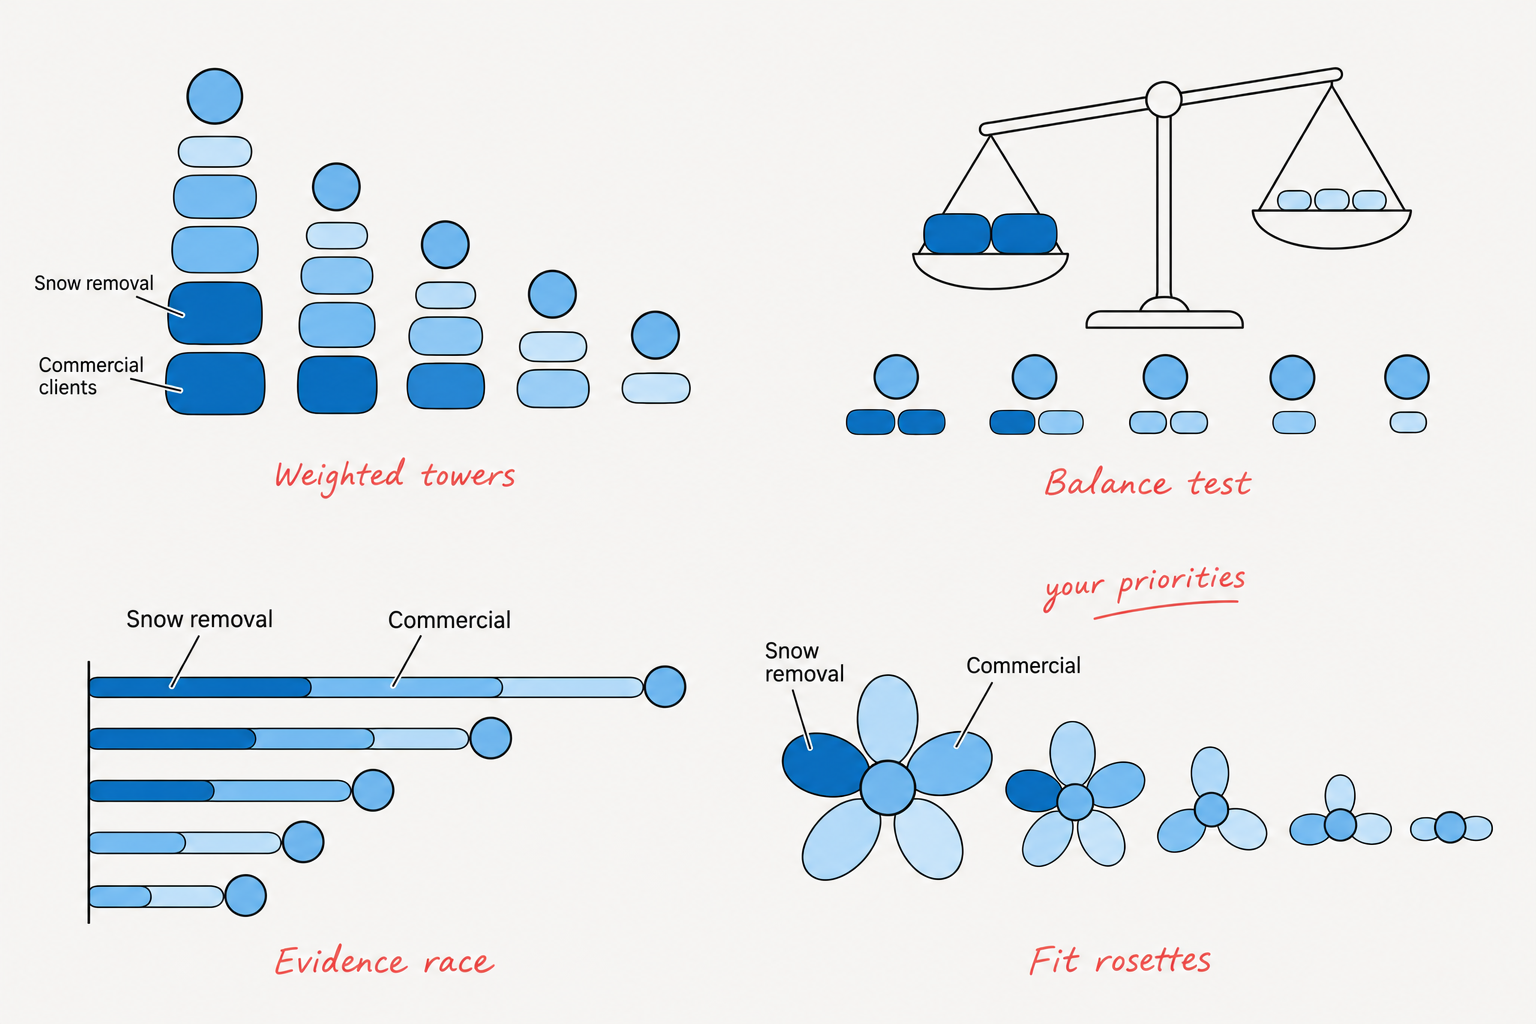 Snow removal
Commercial
clients
Weighted towers
Balance test
your priorities
Snow removal
Commercial
Evidence race
Snow
removal
Commercial
Fit rosettes